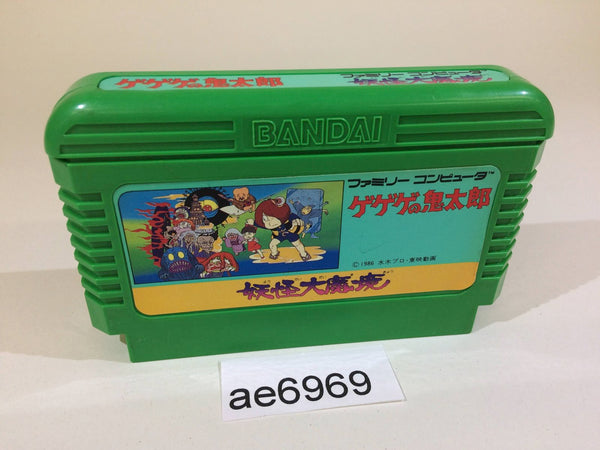 ゲゲゲの鬼太郎
ファミリー コンピュータ
妖怪大魔境
BANDAI
ファミリー コンピュータ™
ゲゲゲの鬼太郎
© 1986 水木プロ・東映動画
妖怪大魔境
ae6969